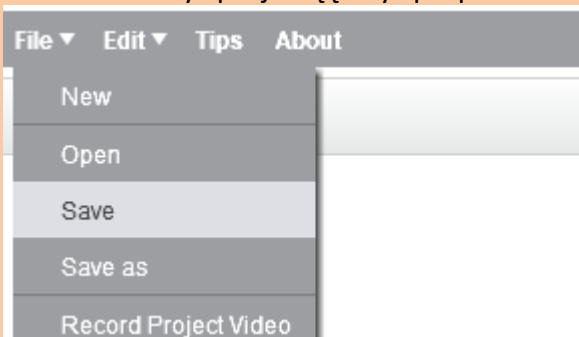 File ▼ Edit ▼ Tips About
New
Open
Save
Save as
Record Project Video